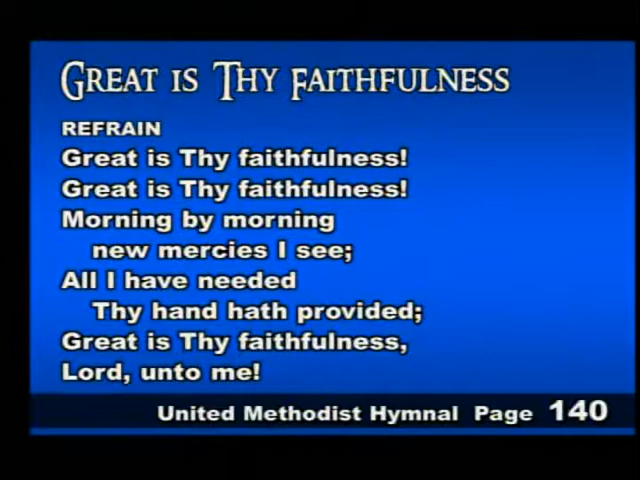 Great is Thy Faithfulness
REFRAIN
Great is Thy faithfulness!
Great is Thy faithfulness!
Morning by morning
new mercies I see;
All I have needed
Thy hand hath provided;
Great is Thy faithfulness,
Lord, unto me!
United Methodist Hymnal Page 140